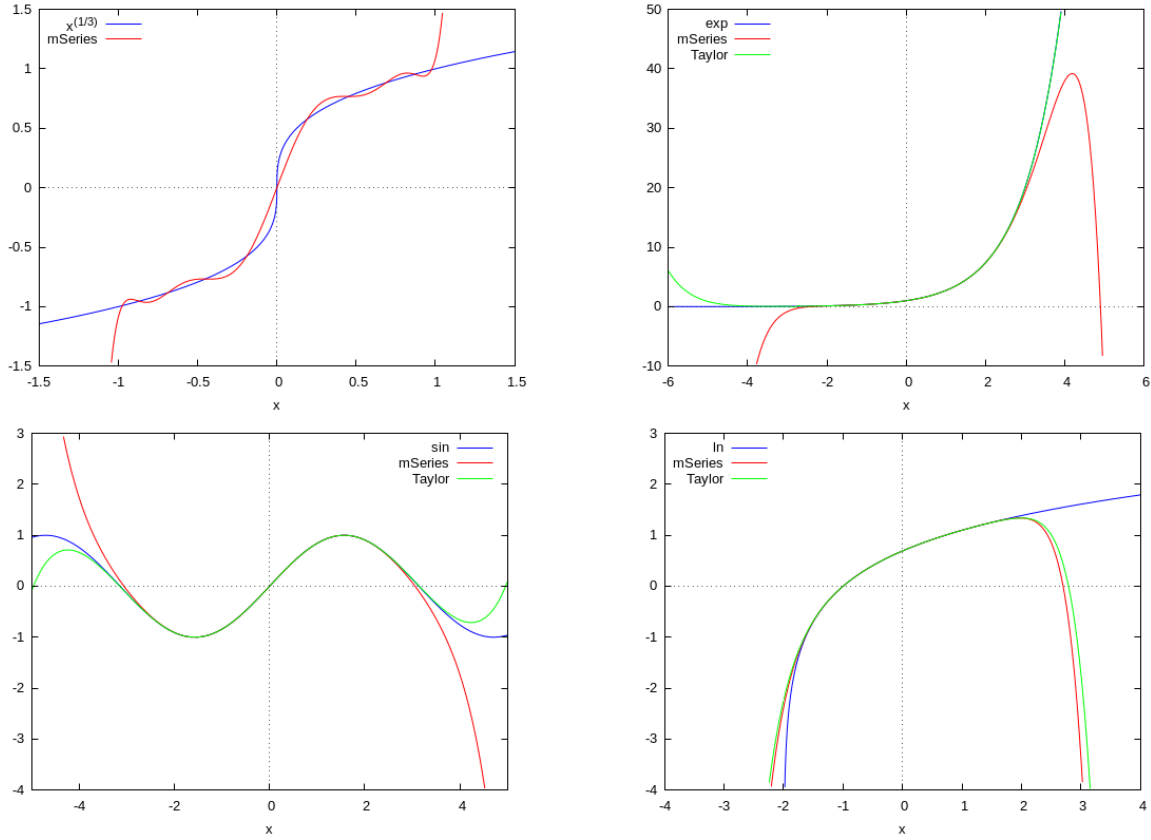 x^(1/3)
mSeries
1.5
1
0.5
0
-0.5
-1
-1.5
-1.5 -1 -0.5 0 0.5 1 1.5
x
exp
mSeries
Taylor
50
40
30
20
10
0
-10
-6 -4 -2 0 2 4 6
x
sin
mSeries
Taylor
3
2
1
0
-1
-2
-3
-4
-4 -2 0 2 4
x
ln
mSeries
Taylor
3
2
1
0
-1
-2
-3
-4
-4 -3 -2 -1 0 1 2 3 4
x